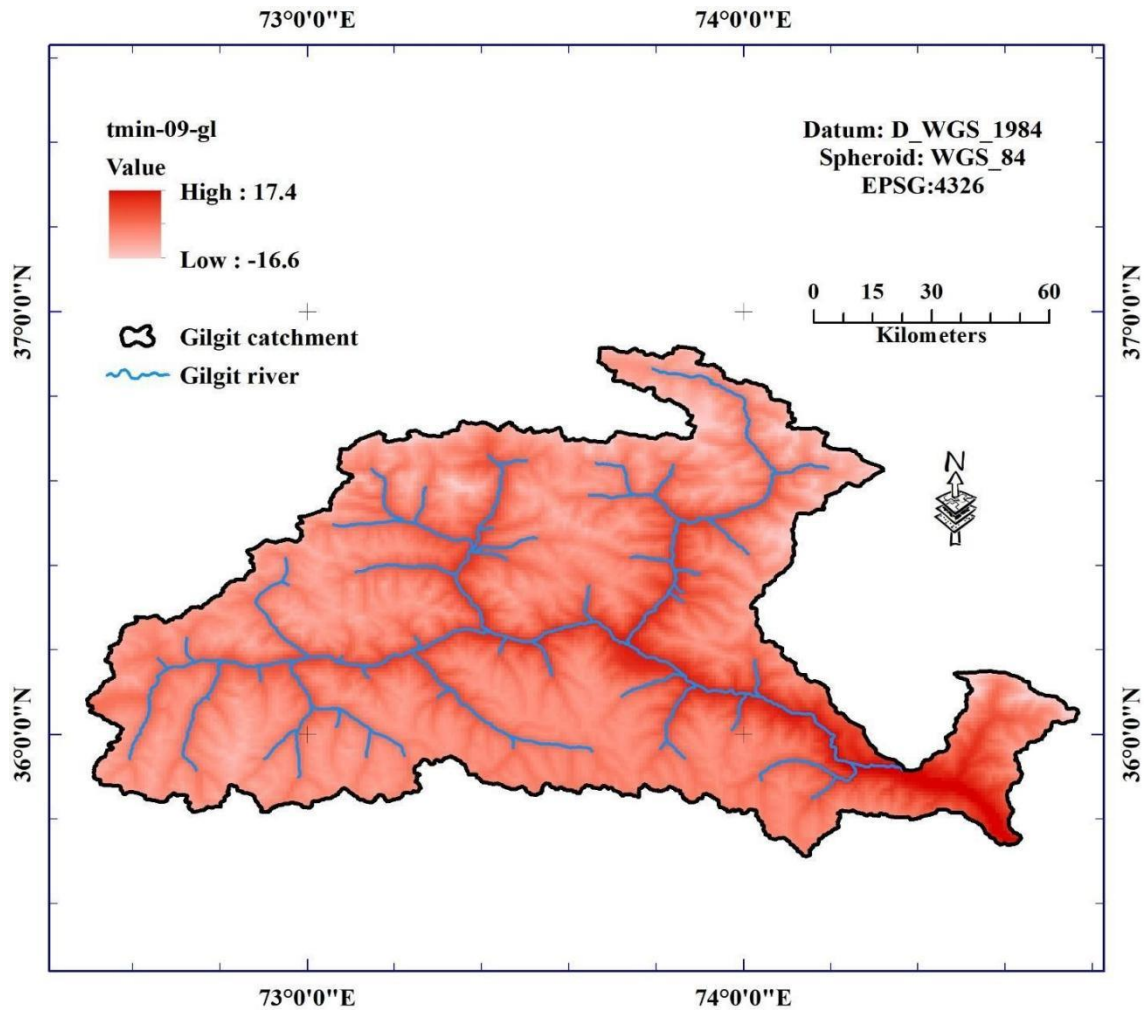 73°0'0"E
74°0'0"E
tmin-09-gl
Value
High : 17.4
Low : -16.6
Gilgit catchment
Gilgit river
Datum: D_WGS_1984
Spheroid: WGS_84
EPSG:4326
0 15 30 60
Kilometers
N
37°0'0"N
37°0'0"N
36°0'0"N
36°0'0"N
73°0'0"E
74°0'0"E